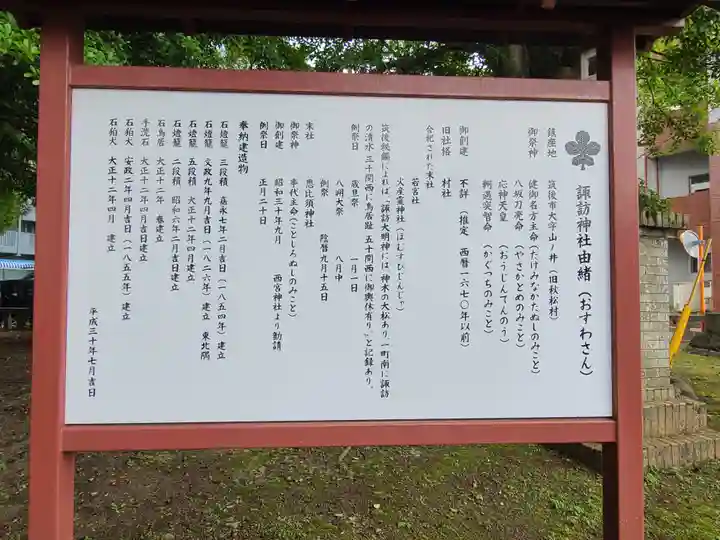 諏訪神社由緒（おすわさん）
鎮座地　筑後市大字山ノ井（旧秋松村）
御祭神　健御名方主命（たけみなかたぬしのみこと）
八坂刀売命（やさかとめのみこと）
応神天皇（おうじんてんのう）
軻遇突智命（かぐつちのみこと）
御創建　不詳（推定　西暦一六七〇年以前）
旧社格　村社
合祀された末社
若宮社
火産霊神社（ほむすひじんじゃ）
筑後秘鑑によれば「諏訪大明神には神木の大松あり、一町南に諏訪
の清水、三千間西に鳥居趾、五十間西に御輿休有り」と記録あり。
例祭日　歳旦祭　一月一日
八朔大祭　八月中
例祭　陰暦九月十五日
末社　恵比須神社
御祭神　事代主命（ことしろぬしのみこと）
御創建　昭和三十年九月　西宮神社より勧請
例祭日　正月二十日
奉納建造物
石燈籠　三段積　嘉永七年二月吉日（一八五四年）建立
石燈籠　文政九年九月吉日（一八二六年）建立　東北隅
石燈籠　五段積　大正十二年四月建立
石燈籠　二段積　昭和六年二月吉日建立
石鳥居　大正十二年　春建立
手洗石　大正十二年四月吉日建立
石狛犬　安政二年四月吉日（一八五五年）建立
石狛犬　大正十二年四月　建立
平成三十年七月吉日